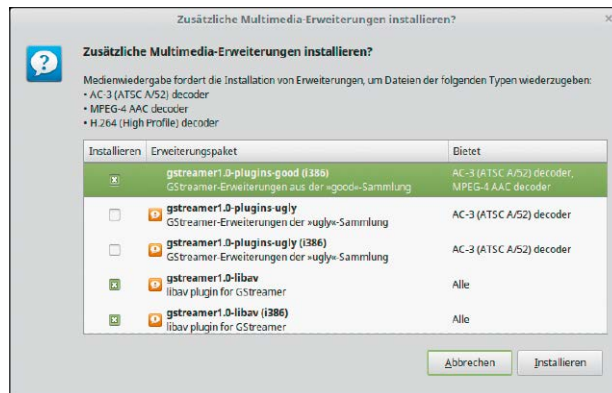 Zusätzliche Multimedia-Erweiterungen installieren?
Zusätzliche Multimedia-Erweiterungen installieren?
Medienwiedergabe fordert die Installation von Erweiterungen, um Dateien der folgenden Typen wiederzugeben:
• AC-3 (ATSC A/52) decoder
• MPEG-4 AAC decoder
• H.264 (High Profile) decoder
Installieren Erweiterungspaket Bietet
gstreamer1.0-plugins-good (i386)
GStreamer-Erweiterungen aus der »good«-Sammlung
AC-3 (ATSC A/52) decoder,
MPEG-4 AAC decoder
gstreamer1.0-plugins-ugly
GStreamer-Erweiterungen der »ugly«-Sammlung
AC-3 (ATSC A/52) decoder
gstreamer1.0-plugins-ugly (i386)
GStreamer-Erweiterungen der »ugly«-Sammlung
AC-3 (ATSC A/52) decoder
gstreamer1.0-libav
libav plugin for GStreamer
Alle
gstreamer1.0-libav (i386)
libav plugin for GStreamer
Alle
Abbrechen Installieren